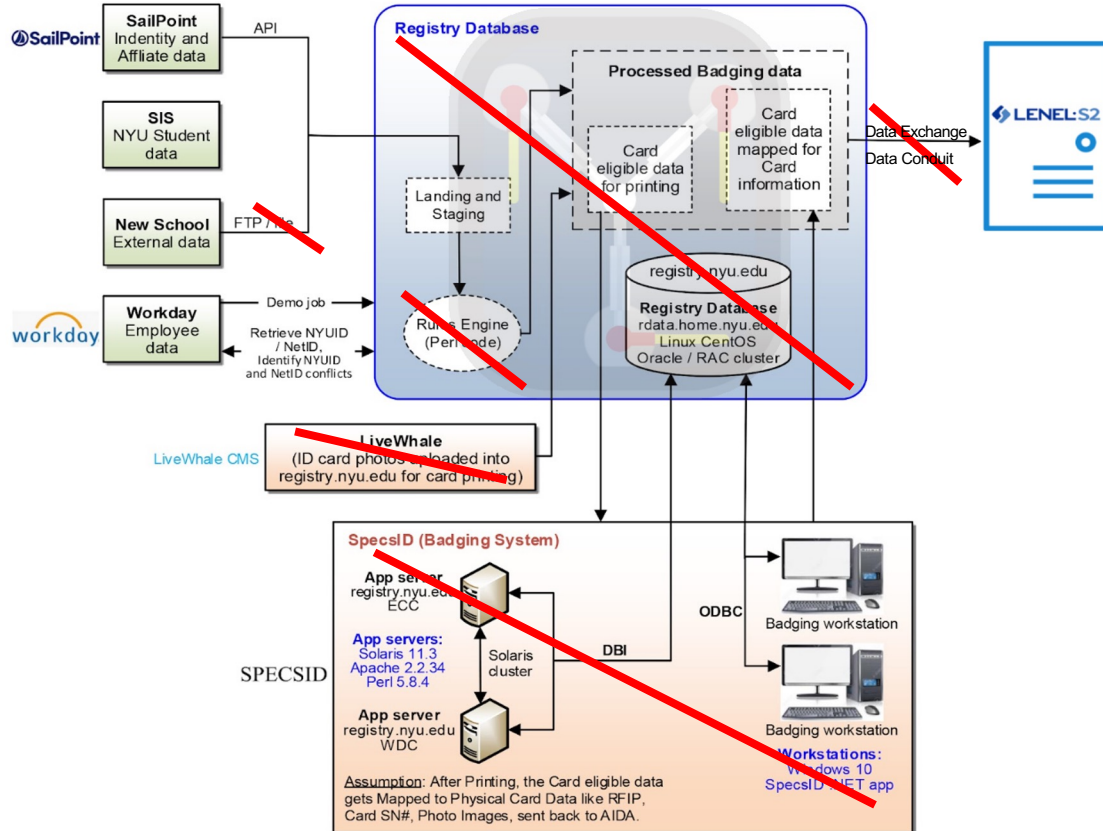 SailPoint
SailPoint
Indentity and
Affliate data
API
SIS
NYU Student
data
New School
External data
FTP / file
workday
Workday
Employee
data
Demo job
Retrieve NYUID
/ NetID,
Identify NYUID
and NetID conflicts
Registry Database
Landing and
Staging
Rules Engine
(Perl code)
Processed Badging data
Card
eligible data
for printing
Card
eligible data
mapped for
Card
information
registry.nyu.edu
Registry Database
rdata.home.nyu.edu
Linux CentOS
Oracle / RAC cluster
Data Exchange
Data Conduit
LENEL:S2
LiveWhale CMS
LiveWhale
(ID card photos uploaded into
registry.nyu.edu for card printing)
SPECSID
SpecsID (Badging System)
App server
registry.nyu.edu
ECC
App servers:
Solaris 11.3
Apache 2.2.34
Perl 5.8.4
Solaris
cluster
App server
registry.nyu.edu
WDC
DBI
ODBC
Badging workstation
Badging workstation
Workstations:
Windows 10
SpecsID .NET app
Assumption: After Printing, the Card eligible data
gets Mapped to Physical Card Data like RFIP,
Card SN#, Photo Images, sent back to AIDA.